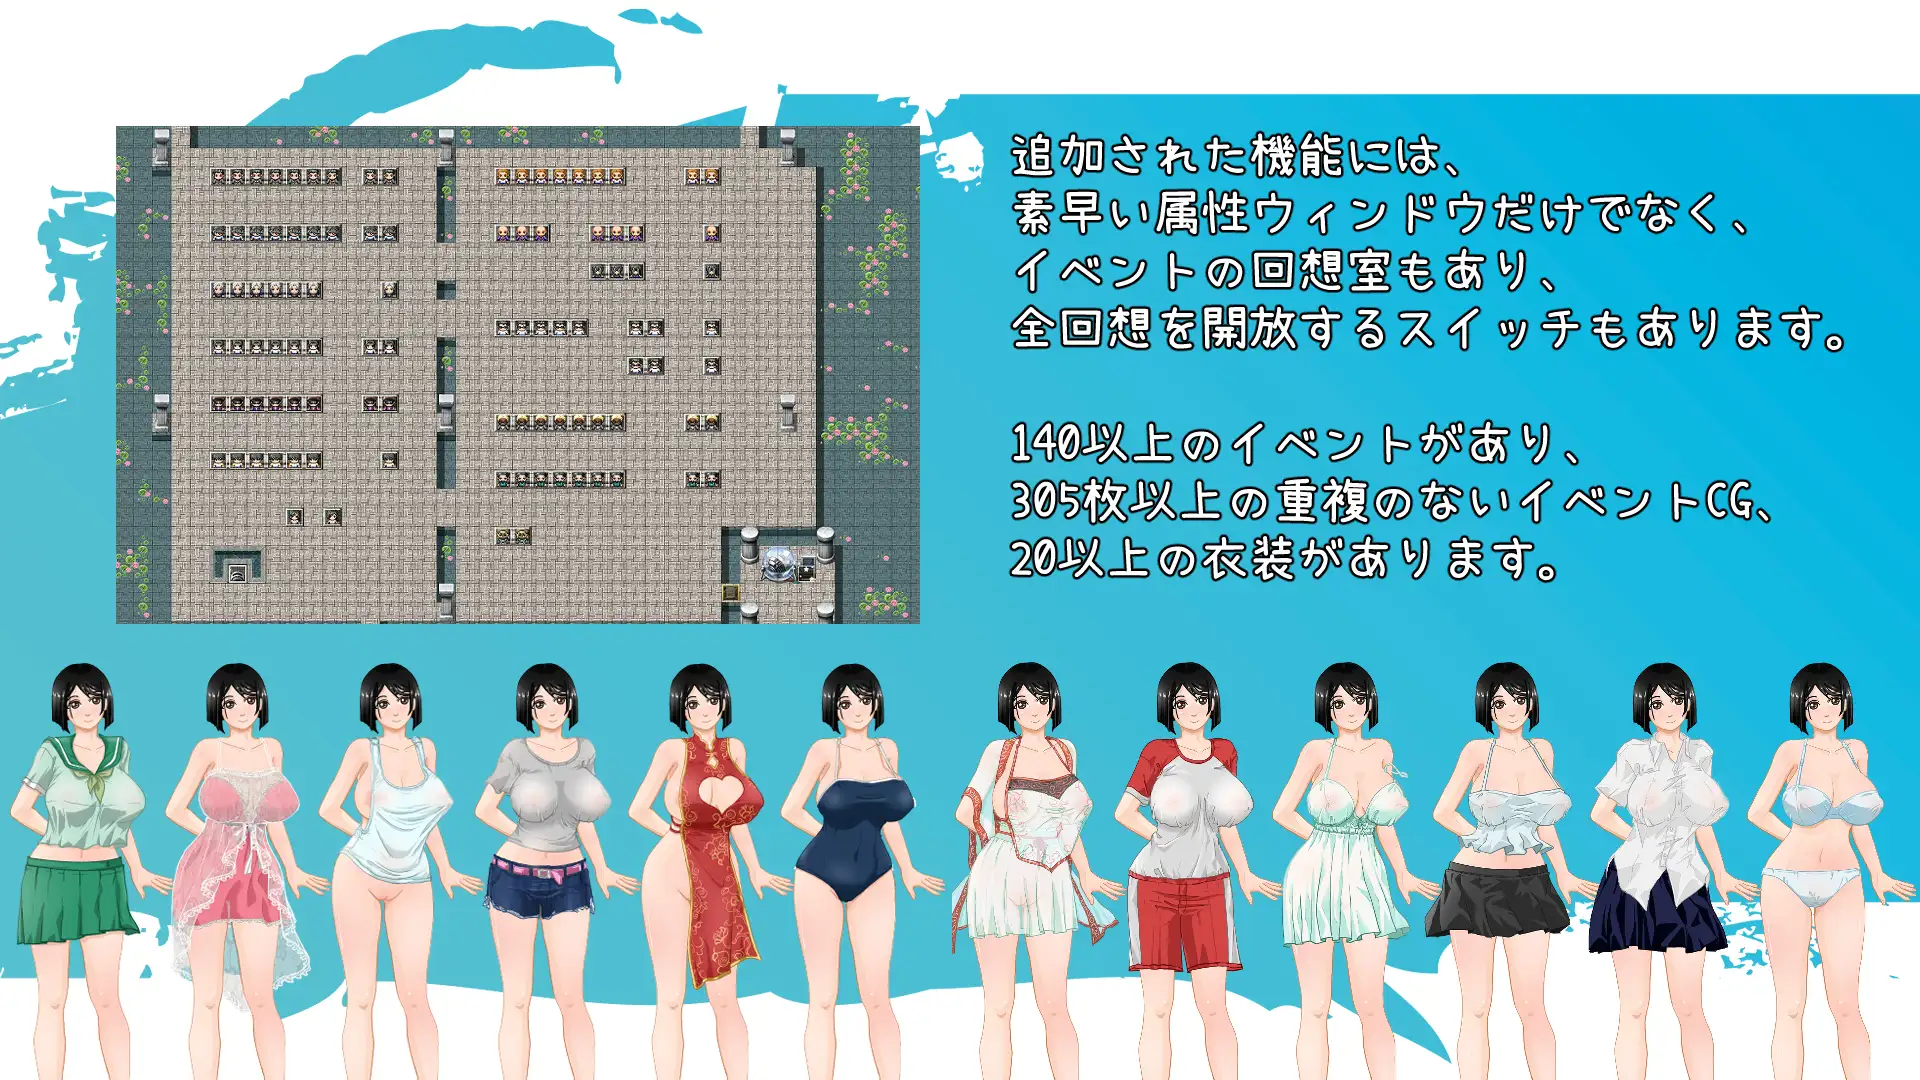 追加された機能には、
素早い属性ウィンドウだけでなく、
イベントの回想室もあり、
全回想を開放するスイッチもあります。
140以上のイベントがあり、
305枚以上の重複のないイベントCG、
20以上の衣装があります。